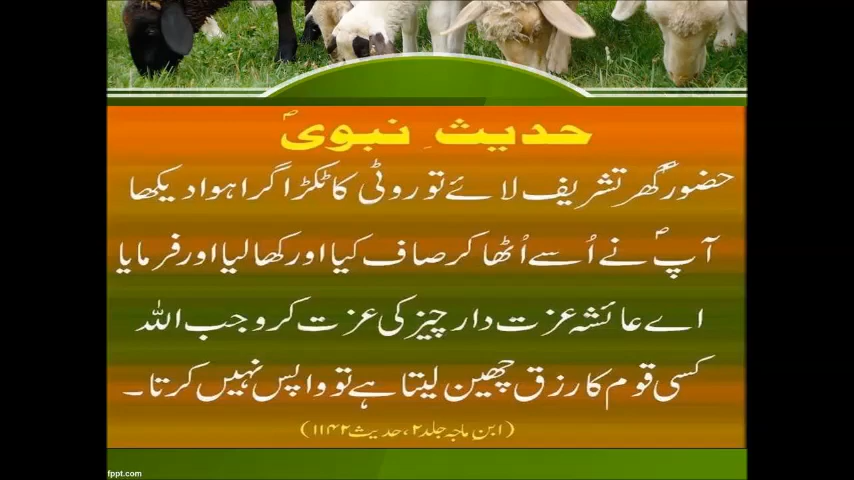 حدیثِ نبویؐ
حضورؐ گھر تشریف لائے تو روٹی کا ٹکڑا گرا ہوا دیکھا
آپؐ نے اُسے اُٹھا کر صاف کیا اور کھا لیا اور فرمایا
اے عائشہ عزت دار چیز کی عزت کرو جب اللہ
کسی قوم کا رزق چھین لیتا ہے تو واپس نہیں کرتا۔
(ابن ماجہ جلد ۲، حدیث ۱۱۴۲)
fppt.com